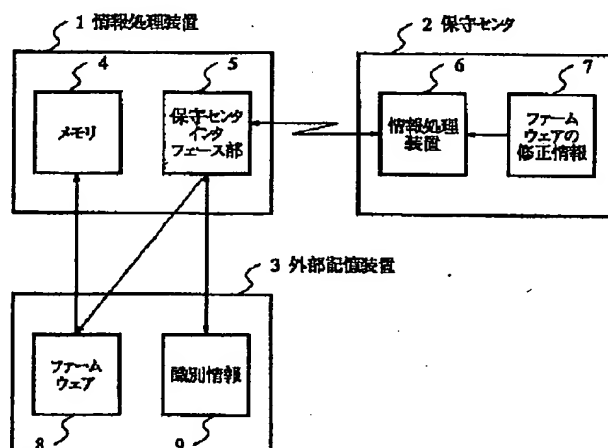 1 情報処理装置
4
5
メモリ
保守センタ
インタ
フェース部
2 保守センタ
6
7
情報処理
装置
ファーム
ウェアの
修正情報
3 外部記憶装置
ファーム
ウェア
識別情報
8
9